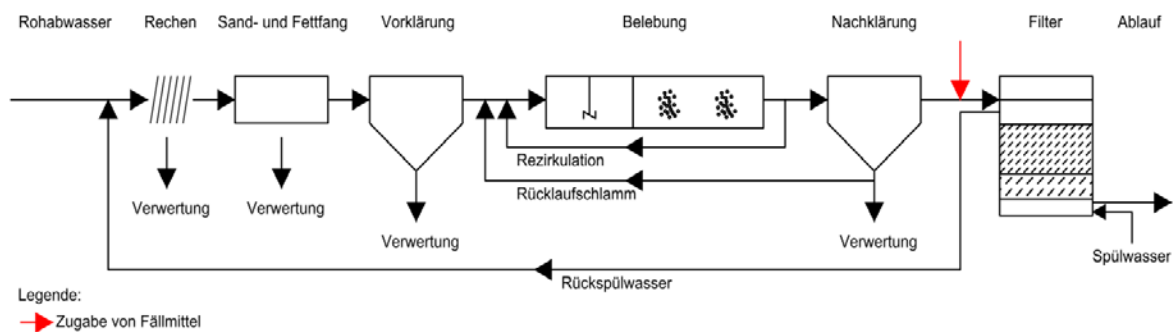 Rohabwasser
Rechen
Sand- und Fettfang
Vorklärung
Belebung
Nachklärung
Filter
Ablauf
Rezirkulation
Rücklaufschlamm
Verwertung
Verwertung
Verwertung
Verwertung
Spülwasser
Rückspülwasser
Legende:
Zugabe von Fällmittel